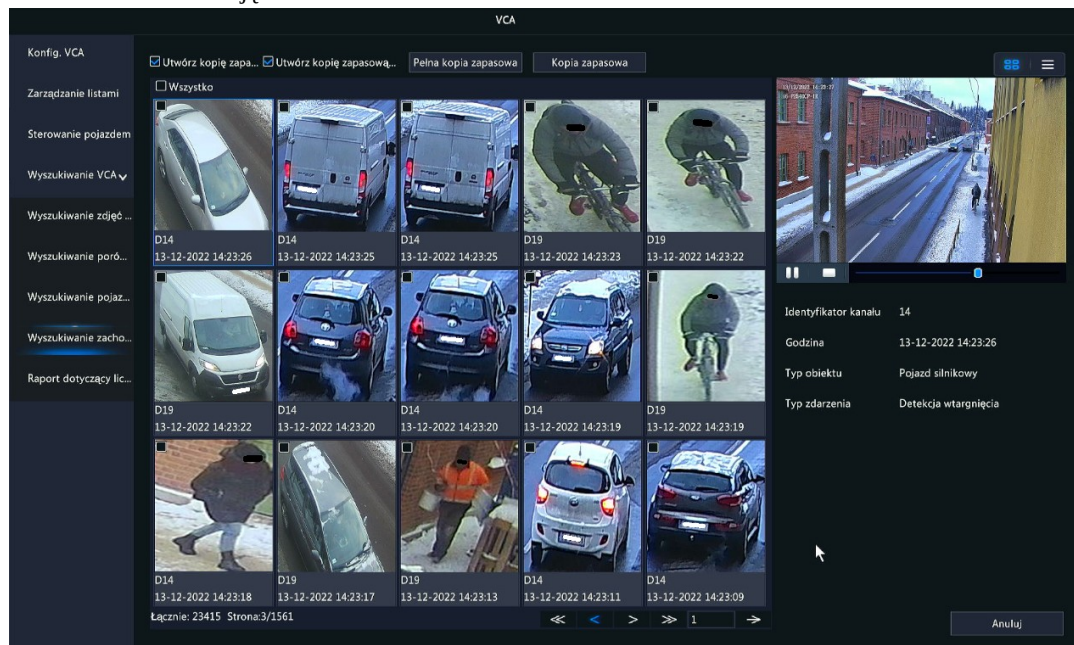 VCA
Konfig. VCA
Zarządzanie listami
Sterowanie pojazdem
Wyszukiwanie VCA
Wyszukiwanie zdjęć ...
Wyszukiwanie poró...
Wyszukiwanie pojaz...
Wyszukiwanie zacho...
Raport dotyczący lic...
Utwórz kopię zapa... Utwórz kopię zapasową... Pełna kopia zapasowa Kopia zapasowa
Wszystko
D14 D14 D14 D19 D19
13-12-2022 14:23:26 13-12-2022 14:23:25 13-12-2022 14:23:25 13-12-2022 14:23:23 13-12-2022 14:23:22
D19 D14 D14 D14 D19
13-12-2022 14:23:22 13-12-2022 14:23:20 13-12-2022 14:23:20 13-12-2022 14:23:19 13-12-2022 14:23:19
D14 D19 D19 D14 D14
13-12-2022 14:23:18 13-12-2022 14:23:17 13-12-2022 14:23:13 13-12-2022 14:23:11 13-12-2022 14:23:09
Łącznie: 23415 Strona:3/1561
1
13/12/2022 14:23:27
Identyfikator kanału 14
Godzina 13-12-2022 14:23:26
Typ obiektu Pojazd silnikowy
Typ zdarzenia Detekcja wtargnięcia
Anuluj